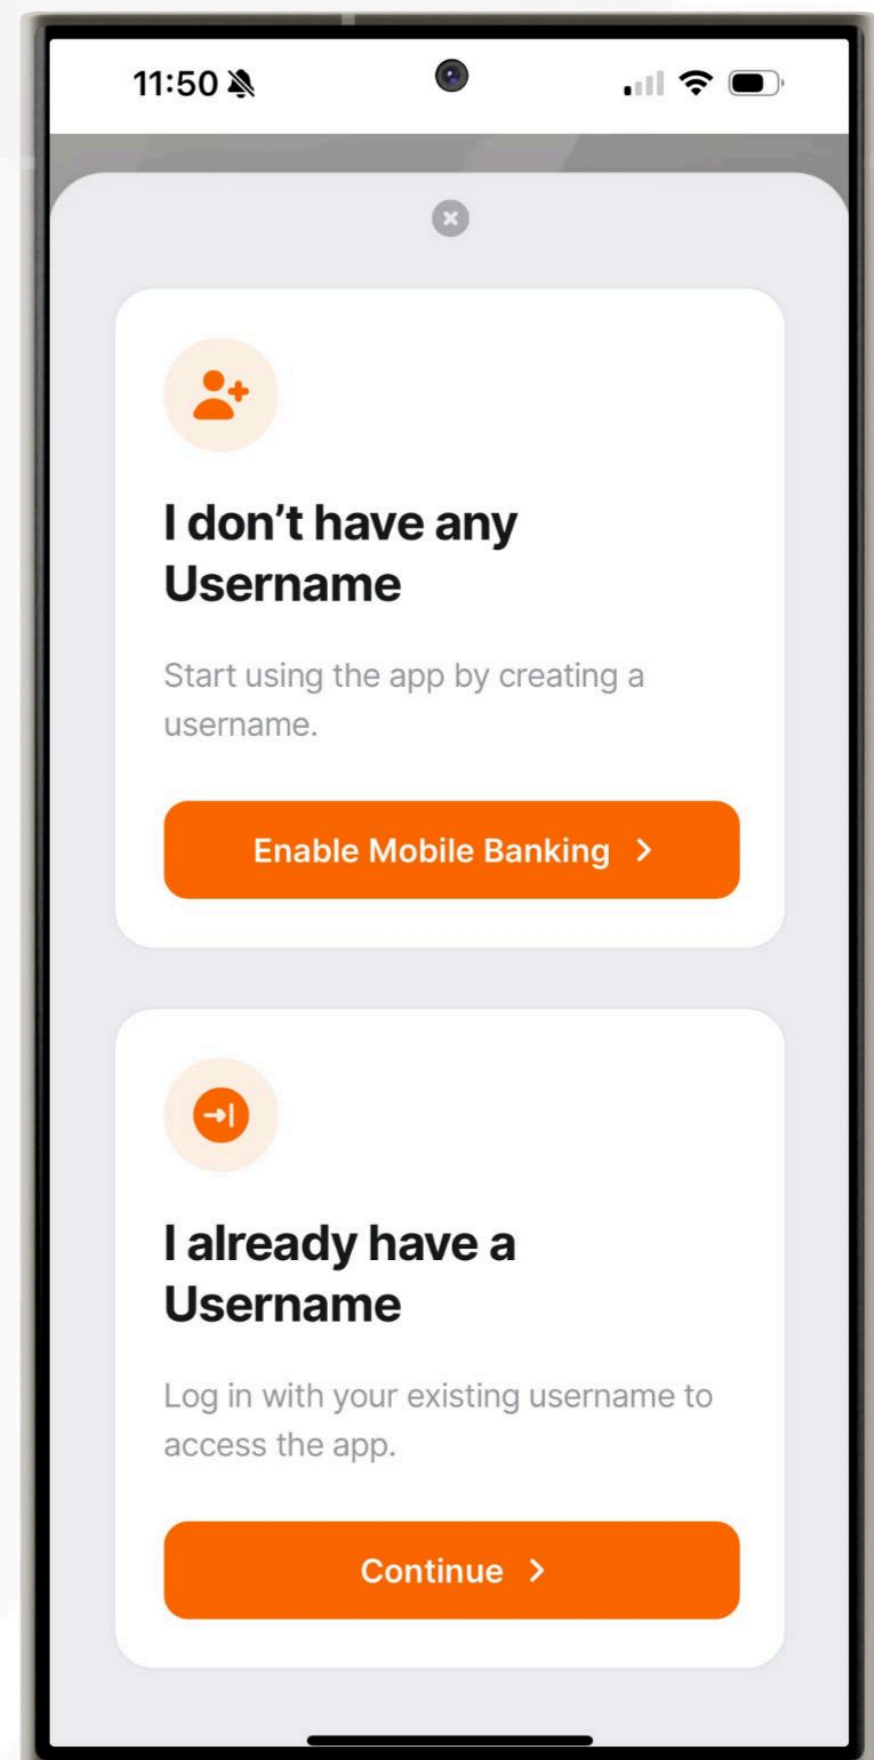 11:50
I don’t have any
Username
Start using the app by creating a
username.
Enable Mobile Banking
I already have a
Username
Log in with your existing username to
access the app.
Continue